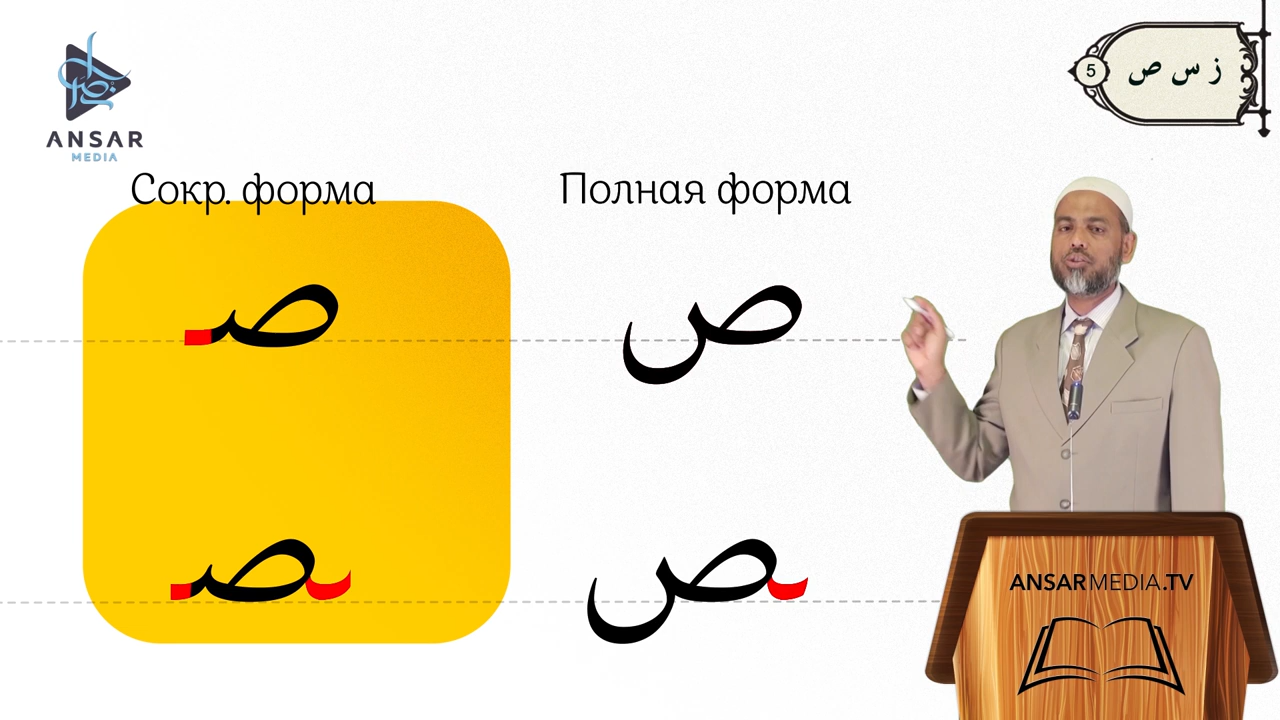 ANSAR
MEDIA
5
ز س ص
Сокр. форма
Полная форма
صـ
ص
ـصـ
ـص
ANSARMEDIA.TV